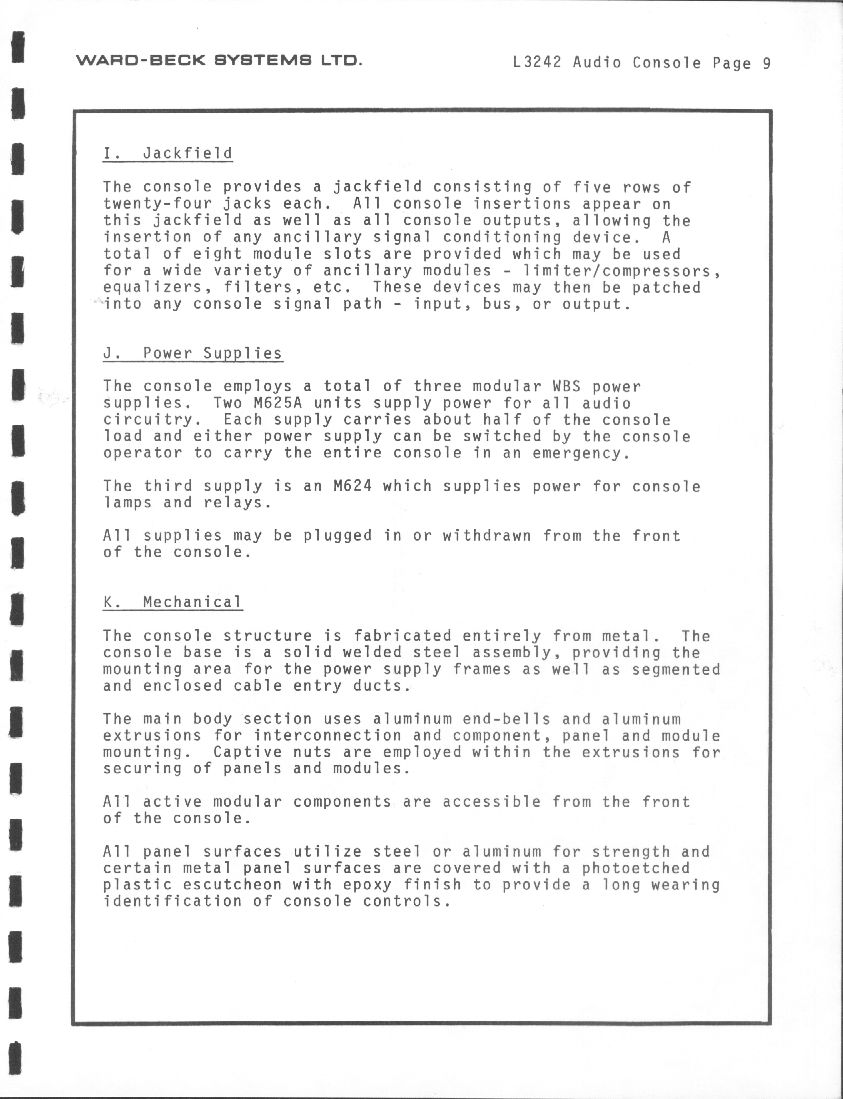 WARD-BECK SYSTEMS LTD.
L3242 Audio Console Page 9
I. Jackfield
The console provides a jackfield consisting of five rows of
twenty-four jacks each. All console insertions appear on
this jackfield as well as all console outputs, allowing the
insertion of any ancillary signal conditioning device. A
total of eight module slots are provided which may be used
for a wide variety of ancillary modules - limiter/compressors,
equalizers, filters, etc. These devices may then be patched
into any console signal path - input, bus, or output.
J. Power Supplies
The console employs a total of three modular WBS power
supplies. Two M625A units supply power for all audio
circuitry. Each supply carries about half of the console
load and either power supply can be switched by the console
operator to carry the entire console in an emergency.
The third supply is an M624 which supplies power for console
lamps and relays.
All supplies may be plugged in or withdrawn from the front
of the console.
K. Mechanical
The console structure is fabricated entirely from metal. The
console base is a solid welded steel assembly, providing the
mounting area for the power supply frames as well as segmented
and enclosed cable entry ducts.
The main body section uses aluminum end-bells and aluminum
extrusions for interconnection and component, panel and module
mounting. Captive nuts are employed within the extrusions for
securing of panels and modules.
All active modular components are accessible from the front
of the console.
All panel surfaces utilize steel or aluminum for strength and
certain metal panel surfaces are covered with a photoetched
plastic escutcheon with epoxy finish to provide a long wearing
identification of console controls.